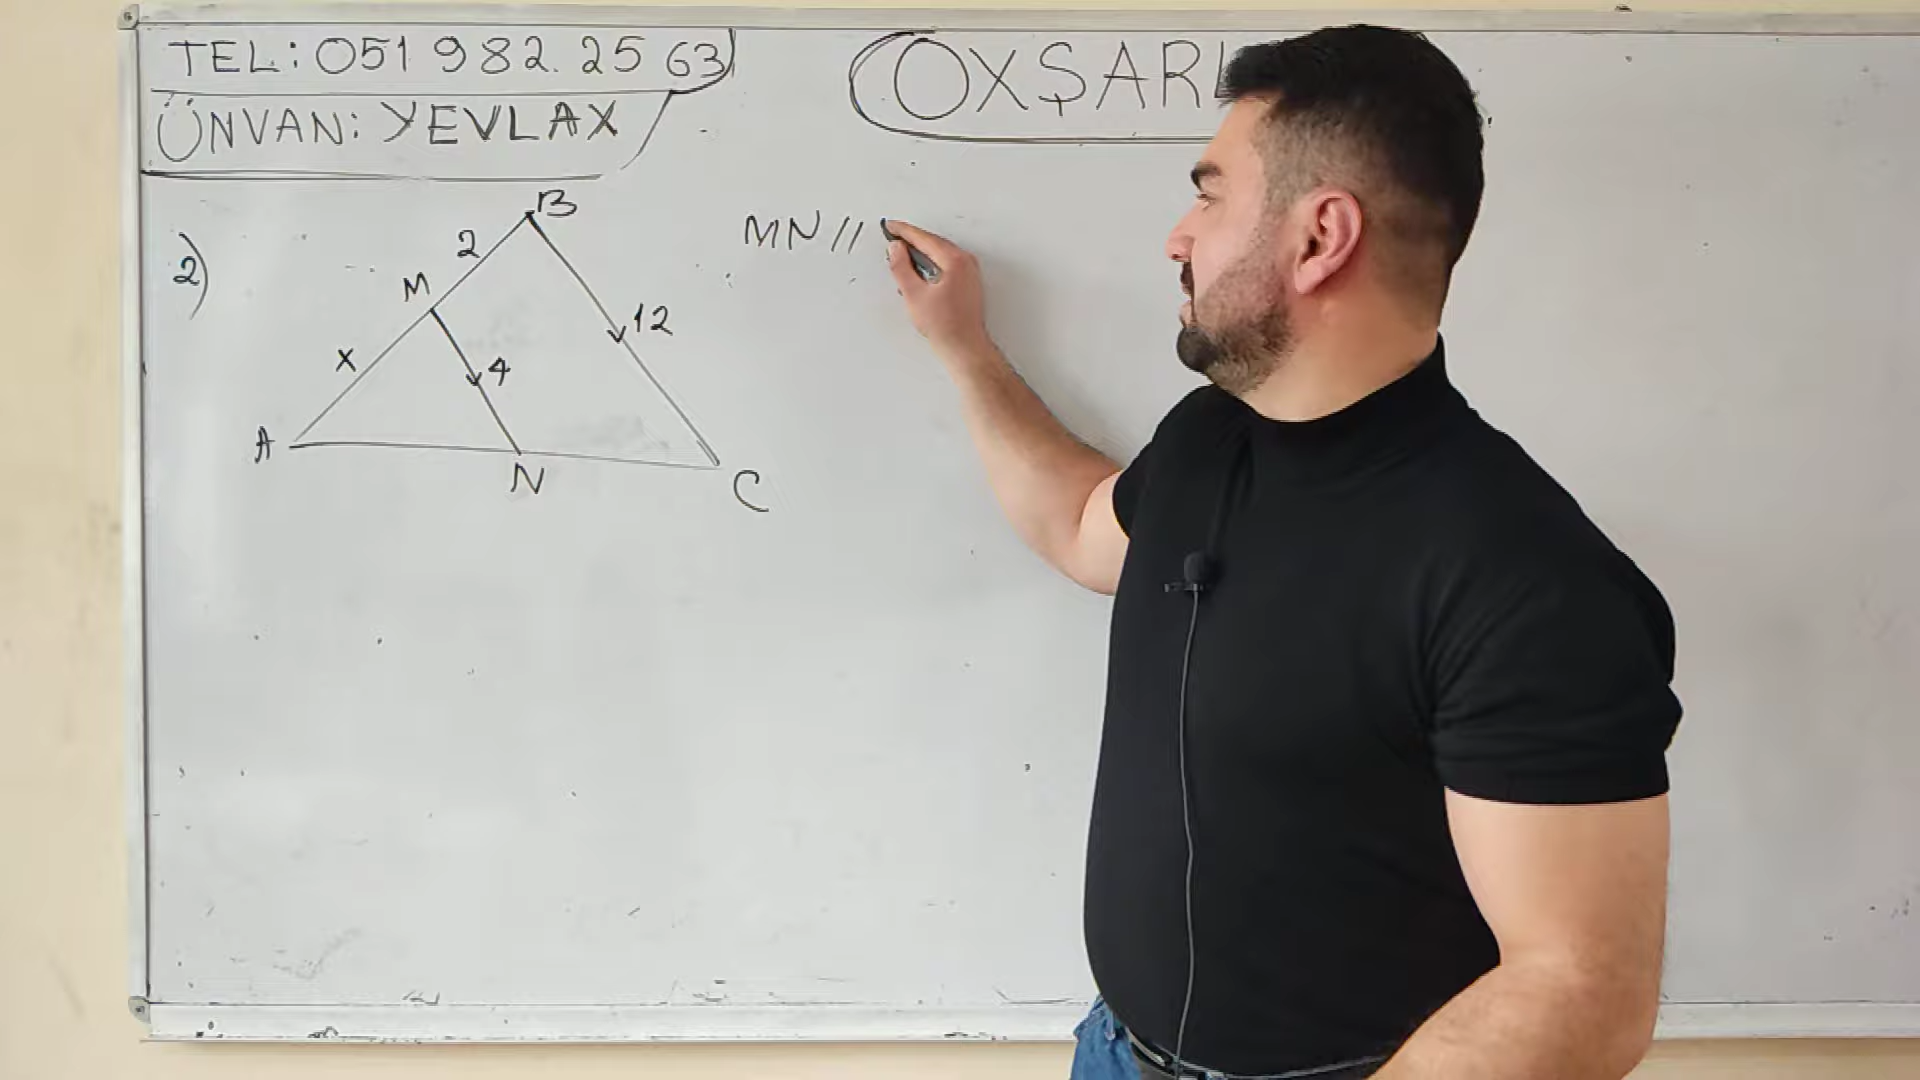 TEL: 051 982. 25 63
ÜNVAN: YEVLAX
OXŞARL
2)
B
2
M
MN //
12
X
4
A
N
C